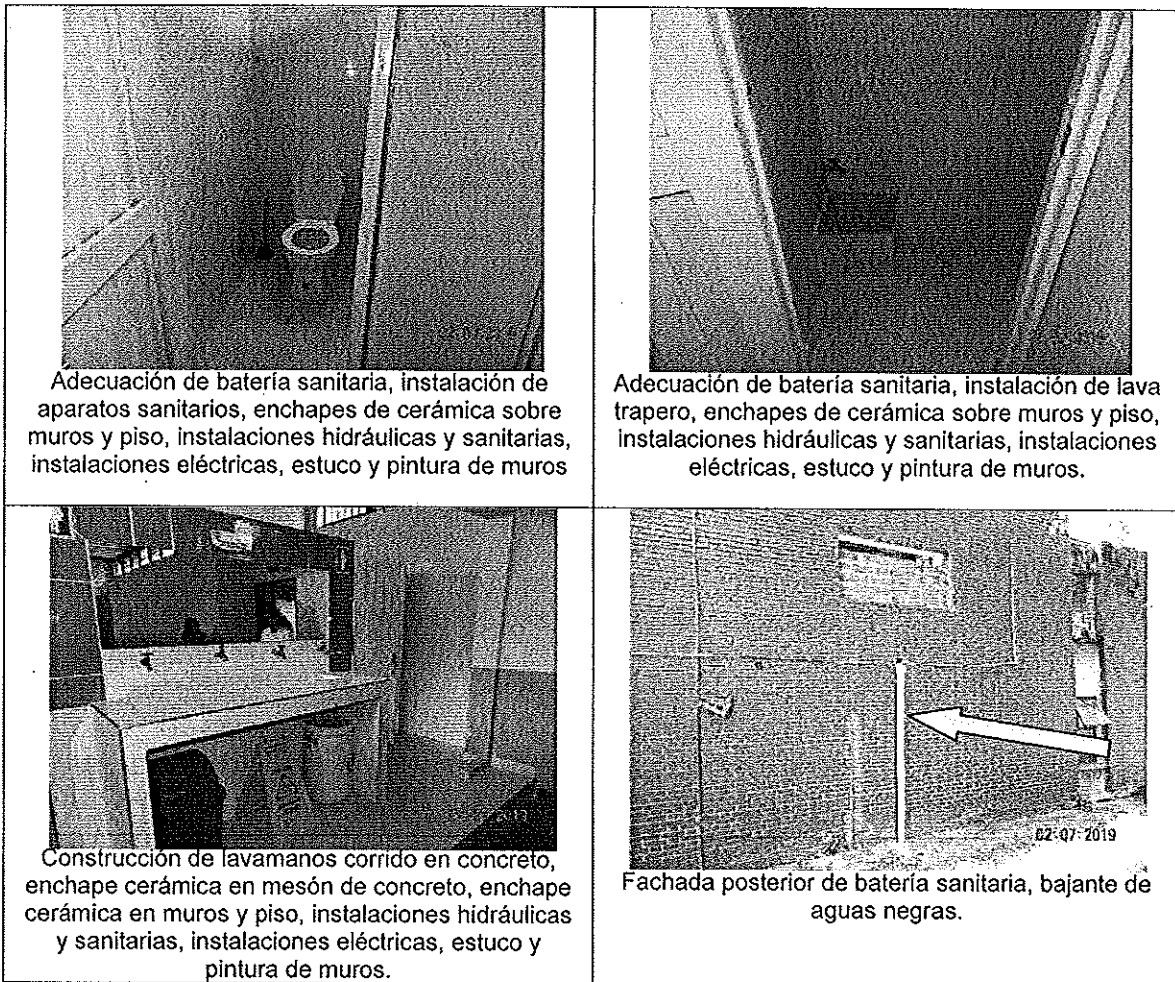 Adecuación de batería sanitaria, instalación de
aparatos sanitarios, enchapes de cerámica sobre
muros y piso, instalaciones hidráulicas y sanitarias,
instalaciones eléctricas, estuco y pintura de muros
Adecuación de batería sanitaria, instalación de lava
trapero, enchapes de cerámica sobre muros y piso,
instalaciones hidráulicas y sanitarias, instalaciones
eléctricas, estuco y pintura de muros.
Construcción de lavamanos corrido en concreto,
enchape cerámica en mesón de concreto, enchape
cerámica en muros y piso, instalaciones hidráulicas
y sanitarias, instalaciones eléctricas, estuco y
pintura de muros.
02-07-2019
Fachada posterior de batería sanitaria, bajante de
aguas negras.